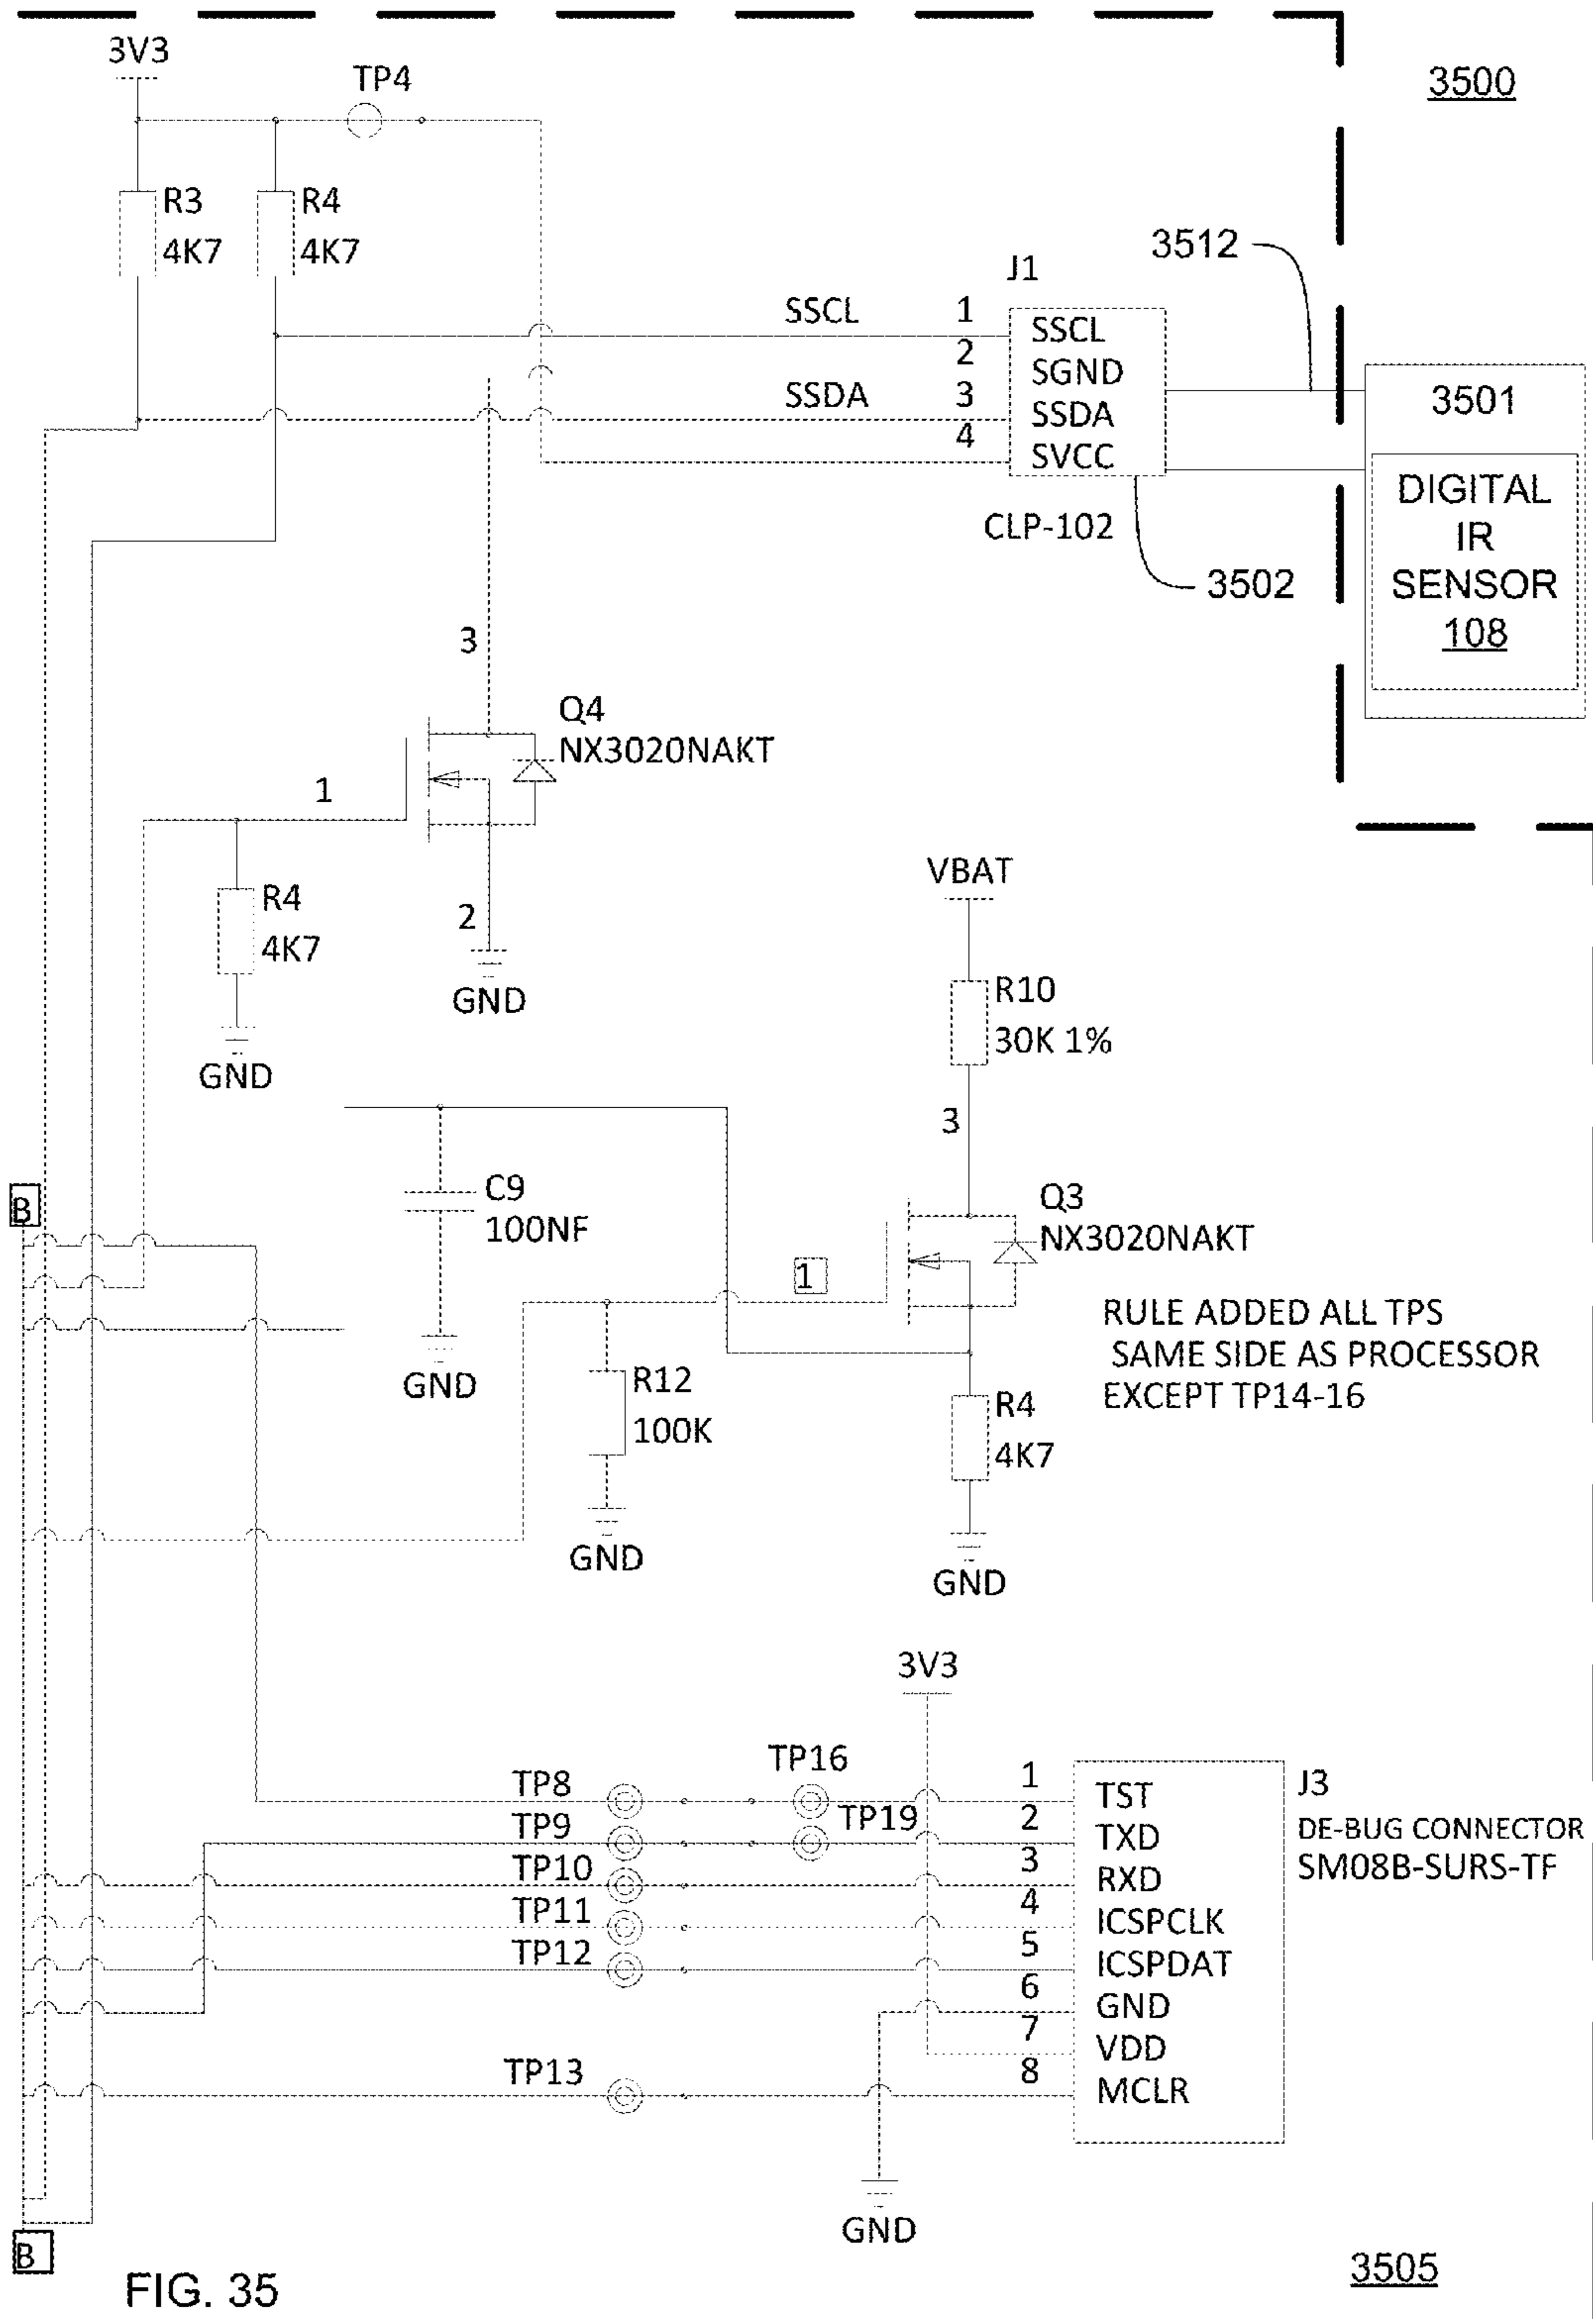 3V3
TP4
3500
R3
4K7
R4
4K7
3512
J1
SSCL
1
SSCL
2
SGND
SSDA
3
SSDA
4
SVCC
3501
DIGITAL
IR
SENSOR
108
CLP-102
3502
3
Q4
NX3020NAKT
1
R4
4K7
2
GND
GND
VBAT
R10
30K 1%
3
C9
100NF
B
Q3
NX3020NAKT
1
RULE ADDED ALL TPS
SAME SIDE AS PROCESSOR
EXCEPT TP14-16
GND
R12
100K
R4
4K7
GND
GND
3V3
TP8
TP16
1
TST
J3
TP9
TP19
2
TXD
DE-BUG CONNECTOR
SM08B-SURS-TF
TP10
3
RXD
TP11
4
ICSPCLK
TP12
5
ICSPDAT
6
GND
7
VDD
TP13
8
MCLR
GND
B
FIG. 35
3505